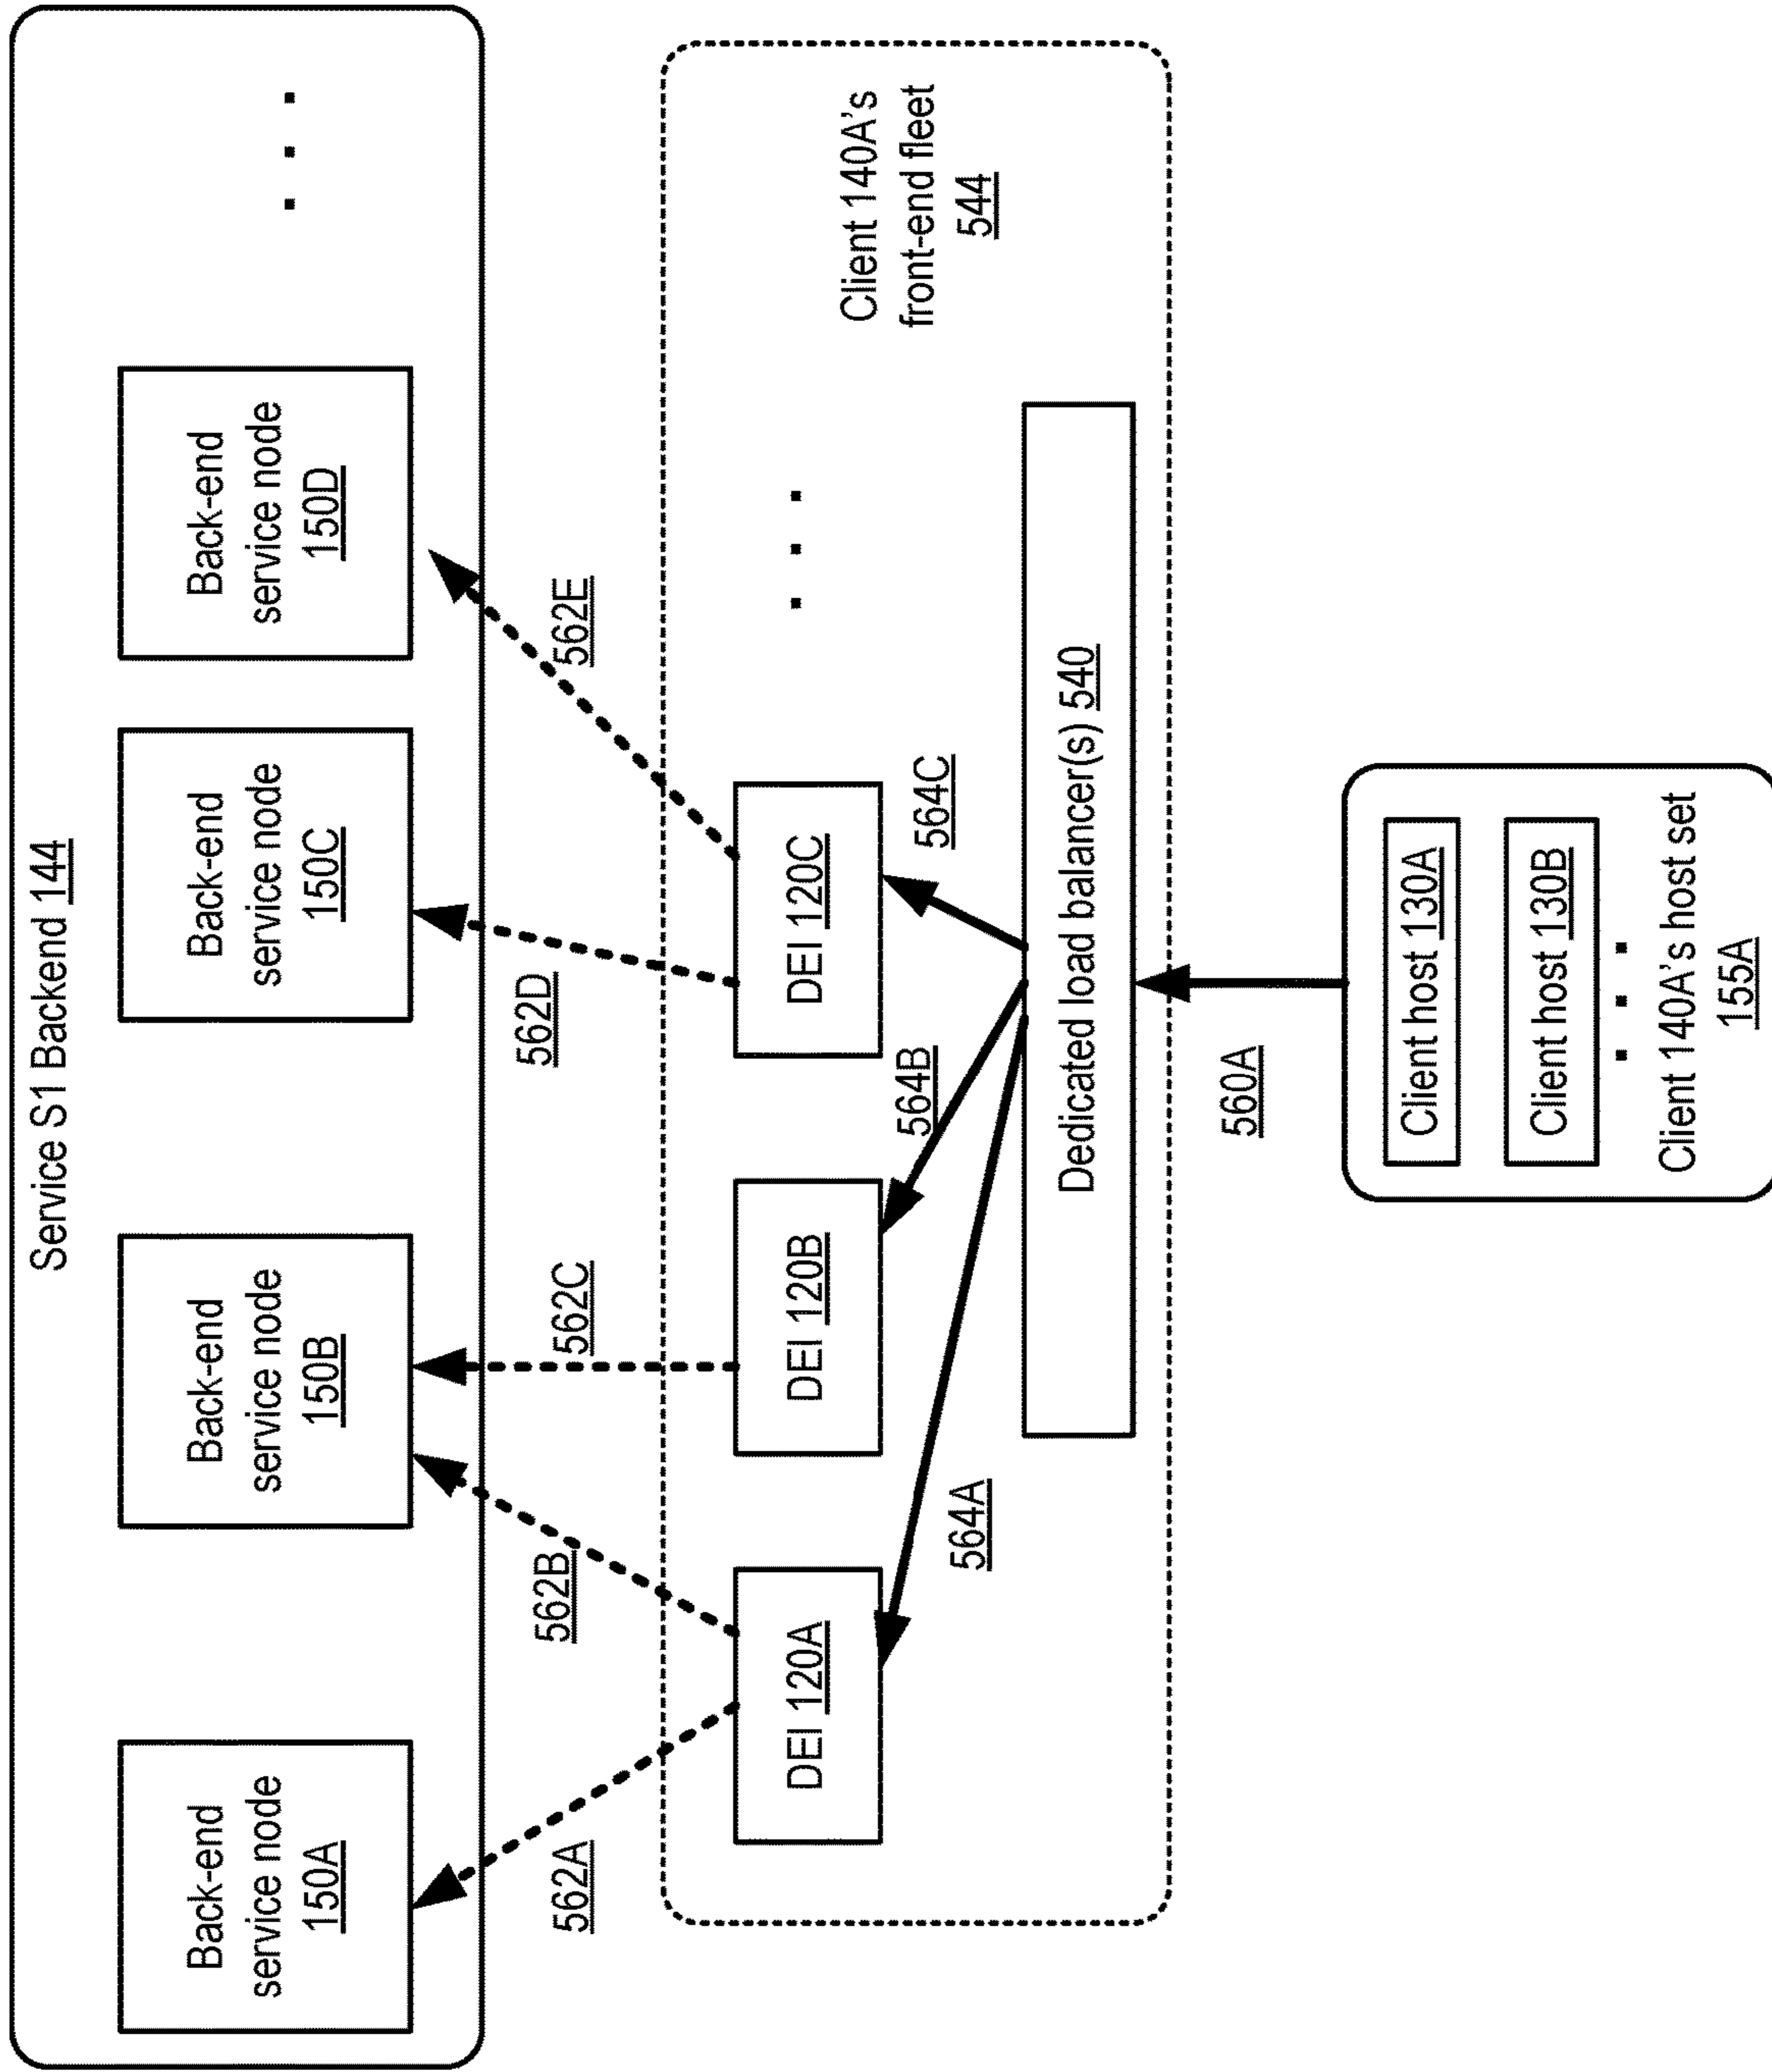 Service S1 Backend 144
Back-end
service node
150A
Back-end
service node
150B
Back-end
service node
150C
Back-end
service node
150D
. . .
562A
562B
562C
562D
562E
DEI 120A
DEI 120B
DEI 120C
. . .
Client 140A's
front-end fleet
544
564A
564B
564C
Dedicated load balancer(s) 540
560A
Client host 130A
Client host 130B
. . .
Client 140A's host set
155A